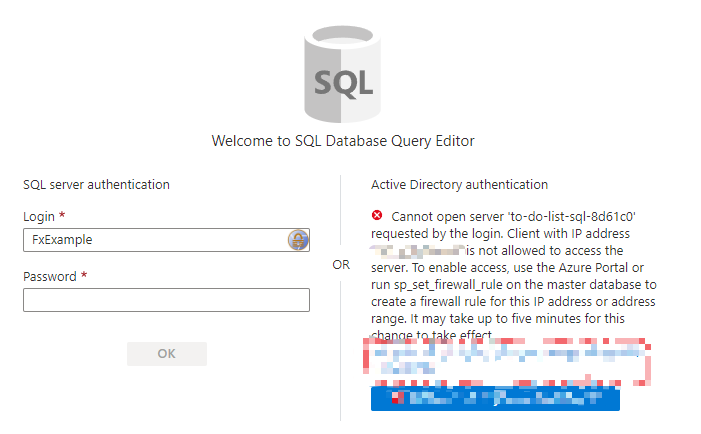 SQL
Welcome to SQL Database Query Editor
SQL server authentication
Login *
FxExample
Password *
OK
OR
Active Directory authentication
Cannot open server 'to-do-list-sql-8d61c0'
requested by the login. Client with IP address
is not allowed to access the
server. To enable access, use the Azure Portal or
run sp_set_firewall_rule on the master database to
create a firewall rule for this IP address or address
range. It may take up to five minutes for this
change to take effect.